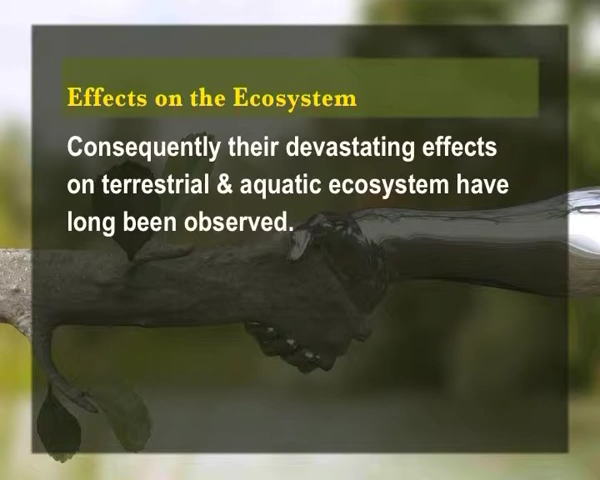 Effects on the Ecosystem
Consequently their devastating effects
on terrestrial & aquatic ecosystem have
long been observed.